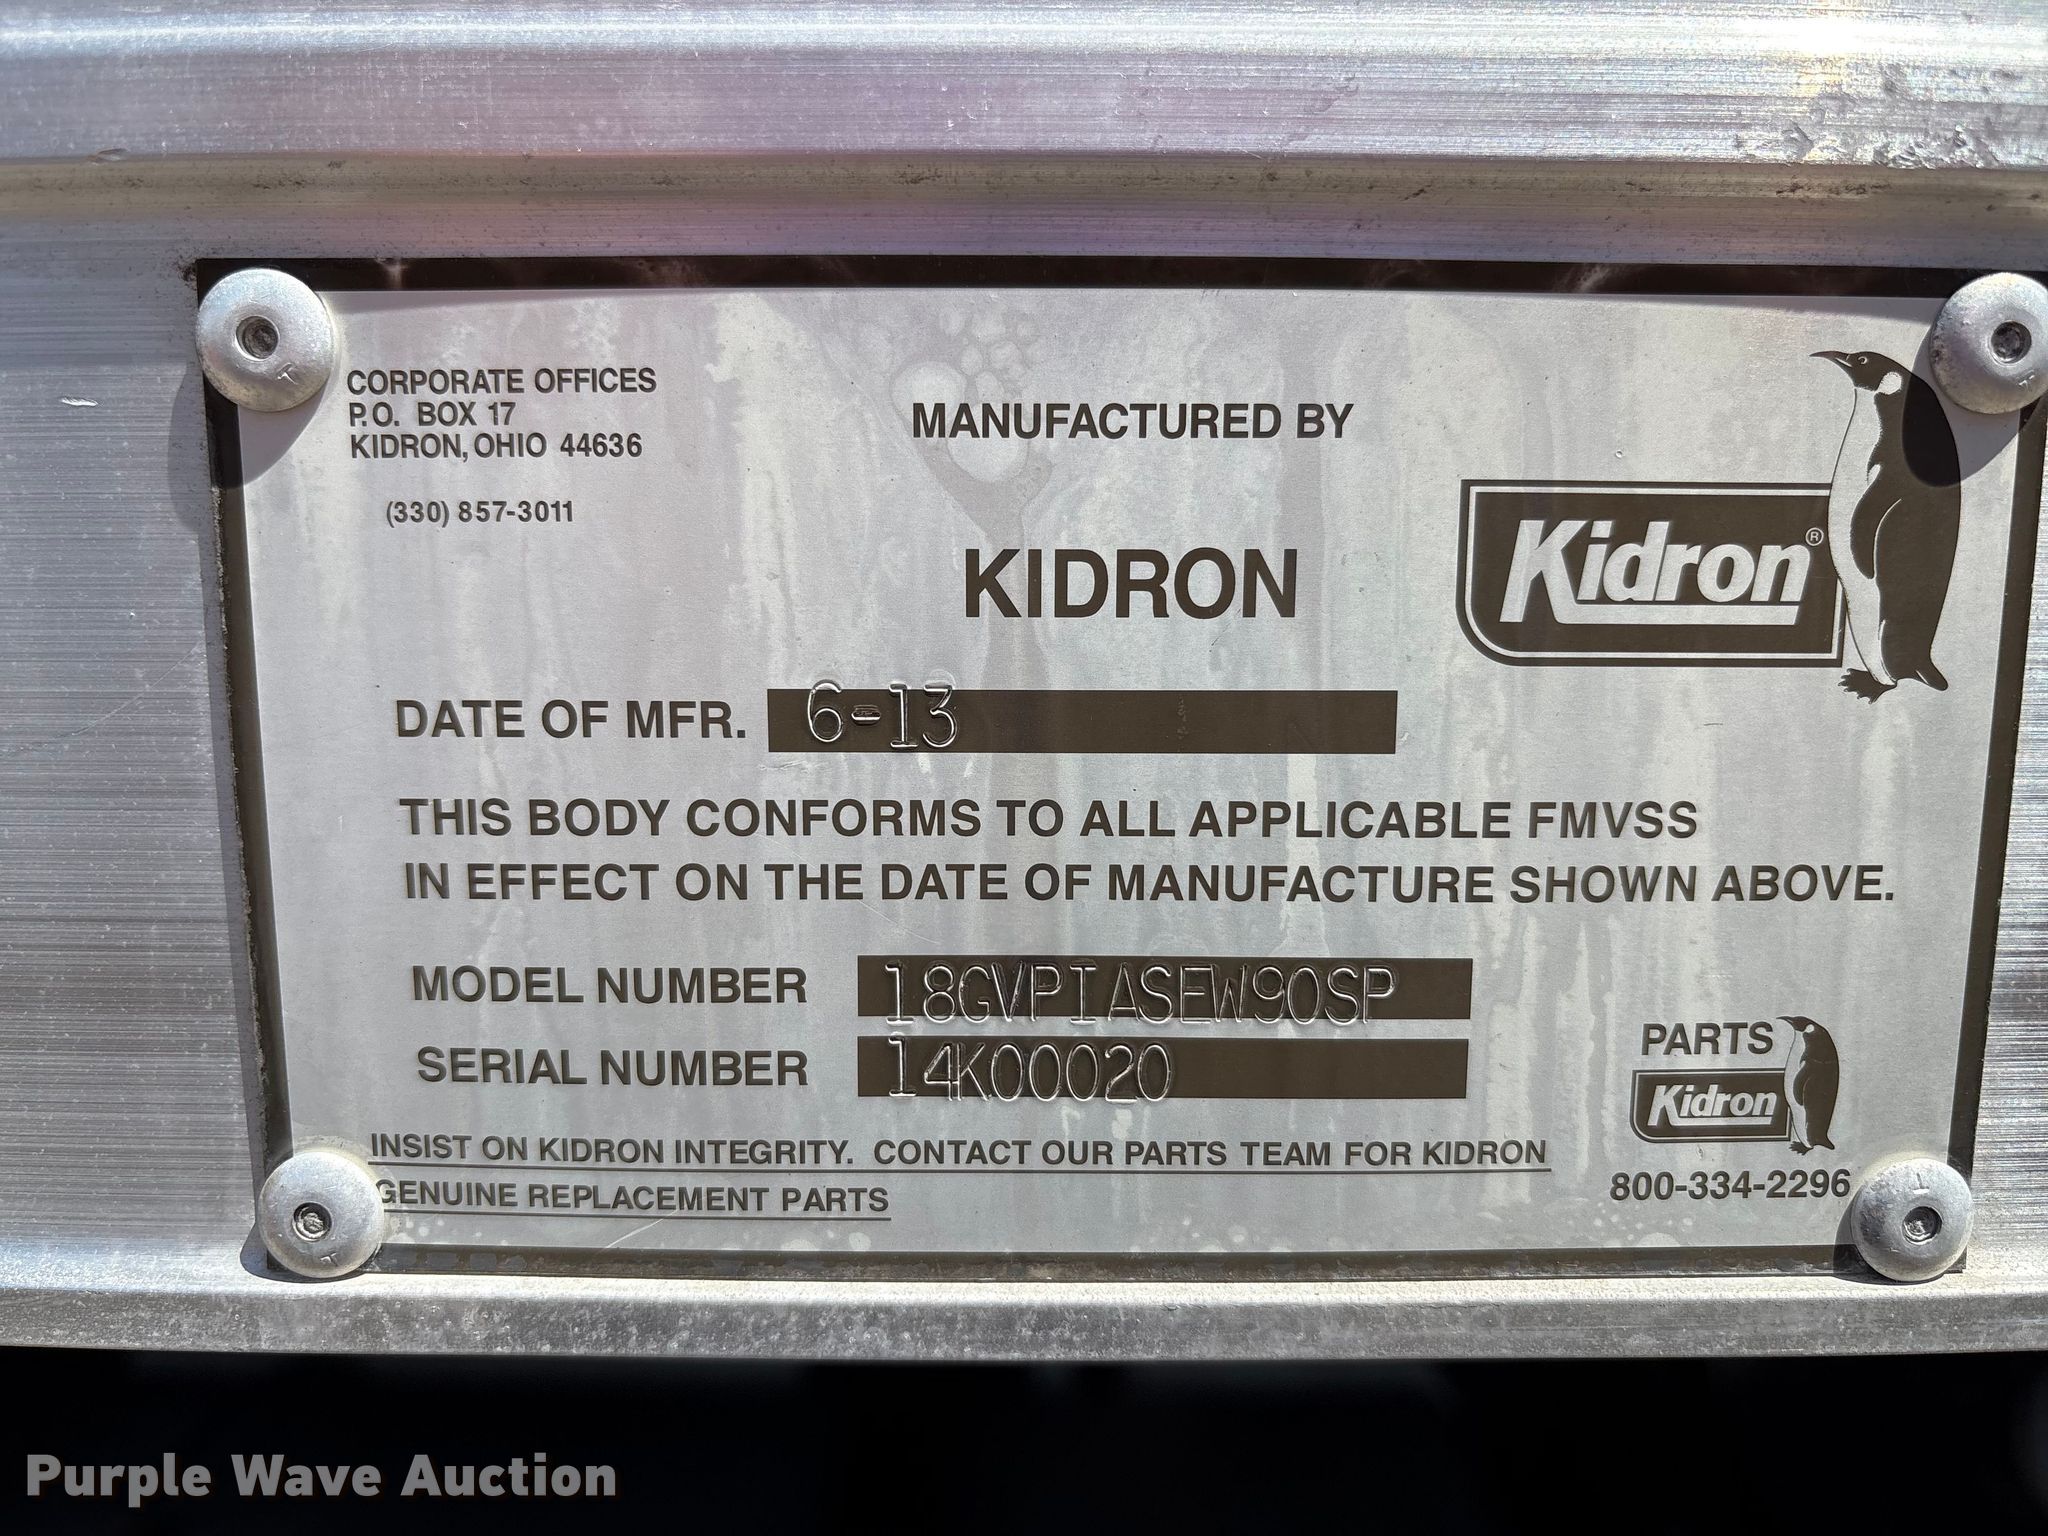 CORPORATE OFFICES
P.O. BOX 17
KIDRON, OHIO 44636
(330) 857-3011
MANUFACTURED BY
KIDRON
Kidron®
DATE OF MFR. 6-13
THIS BODY CONFORMS TO ALL APPLICABLE FMVSS
IN EFFECT ON THE DATE OF MANUFACTURE SHOWN ABOVE.
MODEL NUMBER 18GVPIASEW90SP
SERIAL NUMBER 14K00020
PARTS
Kidron
800-334-2296
INSIST ON KIDRON INTEGRITY. CONTACT OUR PARTS TEAM FOR KIDRON
GENUINE REPLACEMENT PARTS
Purple Wave Auction